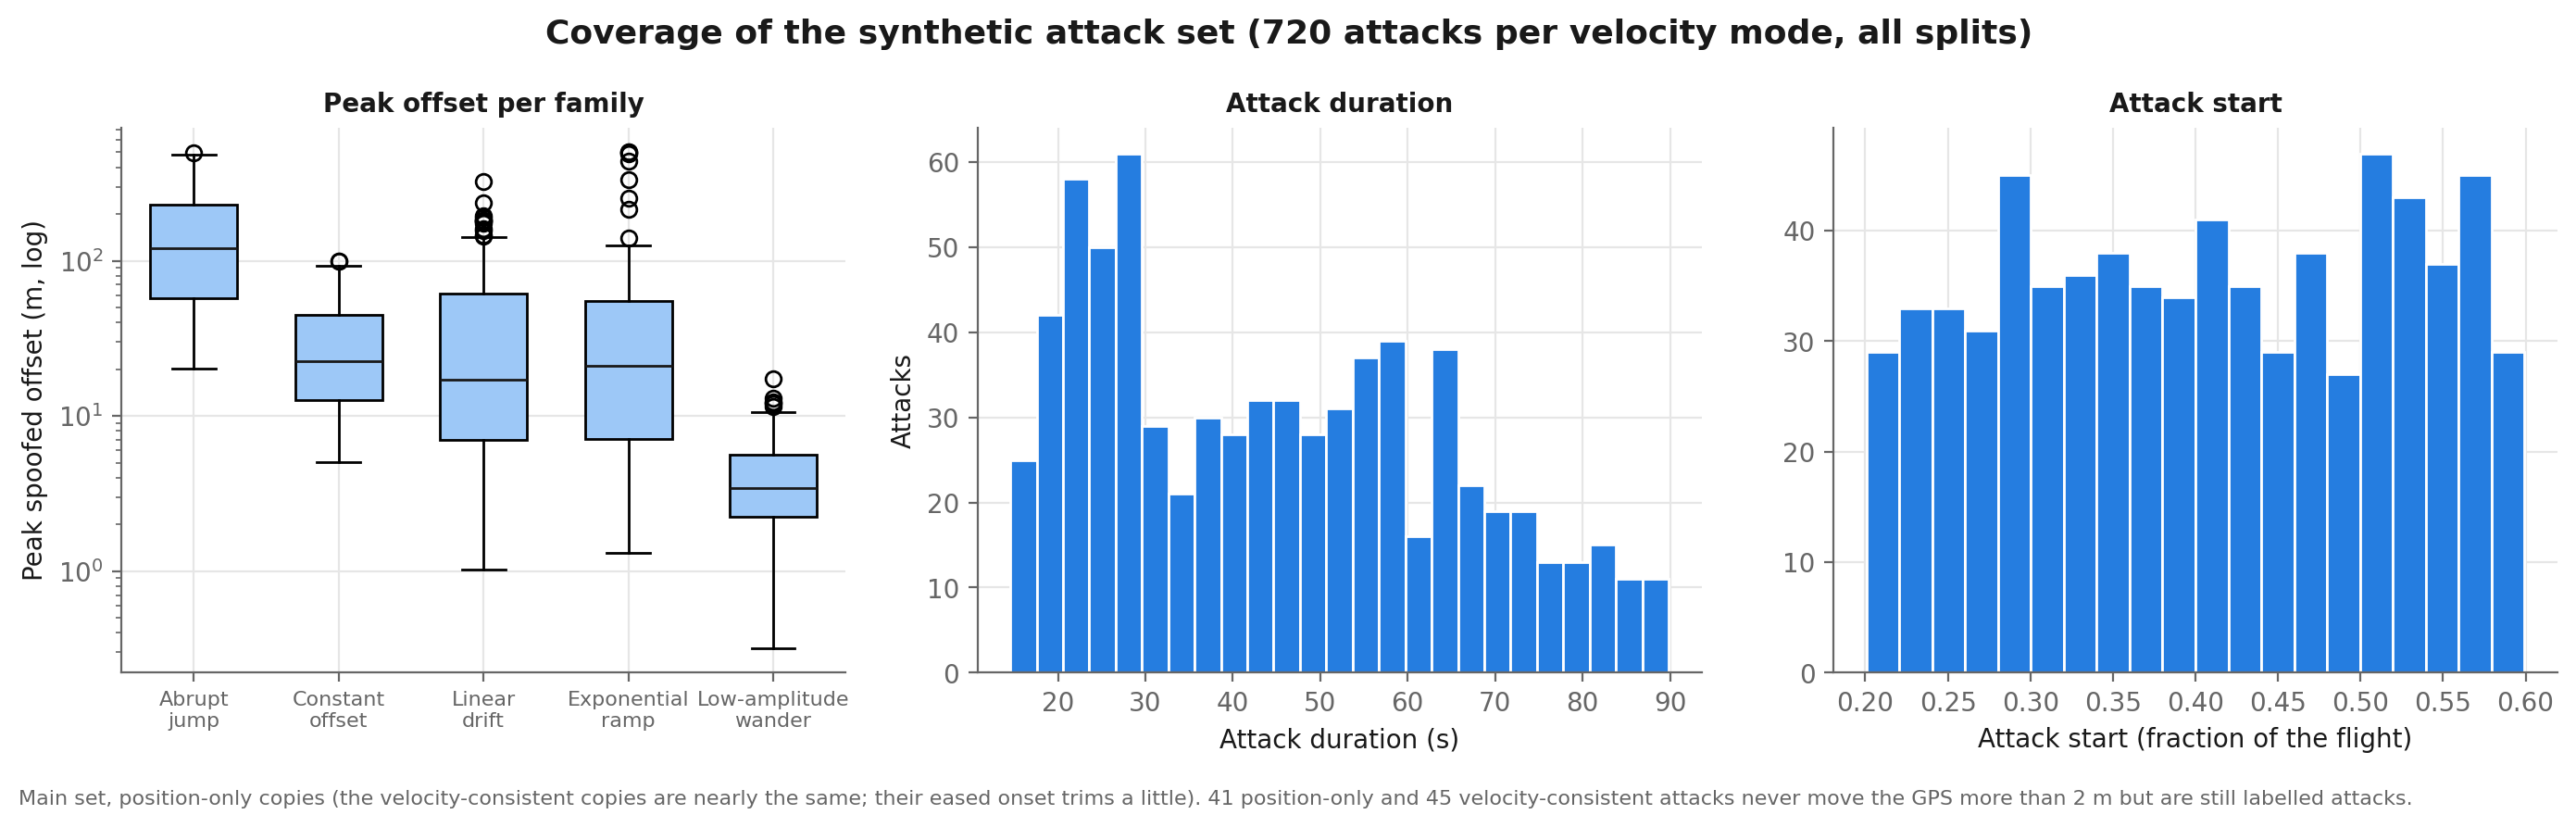 Coverage of the synthetic attack set (720 attacks per velocity mode, all splits)
Peak offset per family
Peak spoofed offset (m, log)
10²
10¹
10⁰
Abrupt
jump
Constant
offset
Linear
drift
Exponential
ramp
Low-amplitude
wander
Attack duration
Attacks
60
50
40
30
20
10
0
20 30 40 50 60 70 80 90
Attack duration (s)
Attack start
40
30
20
10
0
0.20 0.25 0.30 0.35 0.40 0.45 0.50 0.55 0.60
Attack start (fraction of the flight)
Main set, position-only copies (the velocity-consistent copies are nearly the same; their eased onset trims a little). 41 position-only and 45 velocity-consistent attacks never move the GPS more than 2 m but are still labelled attacks.